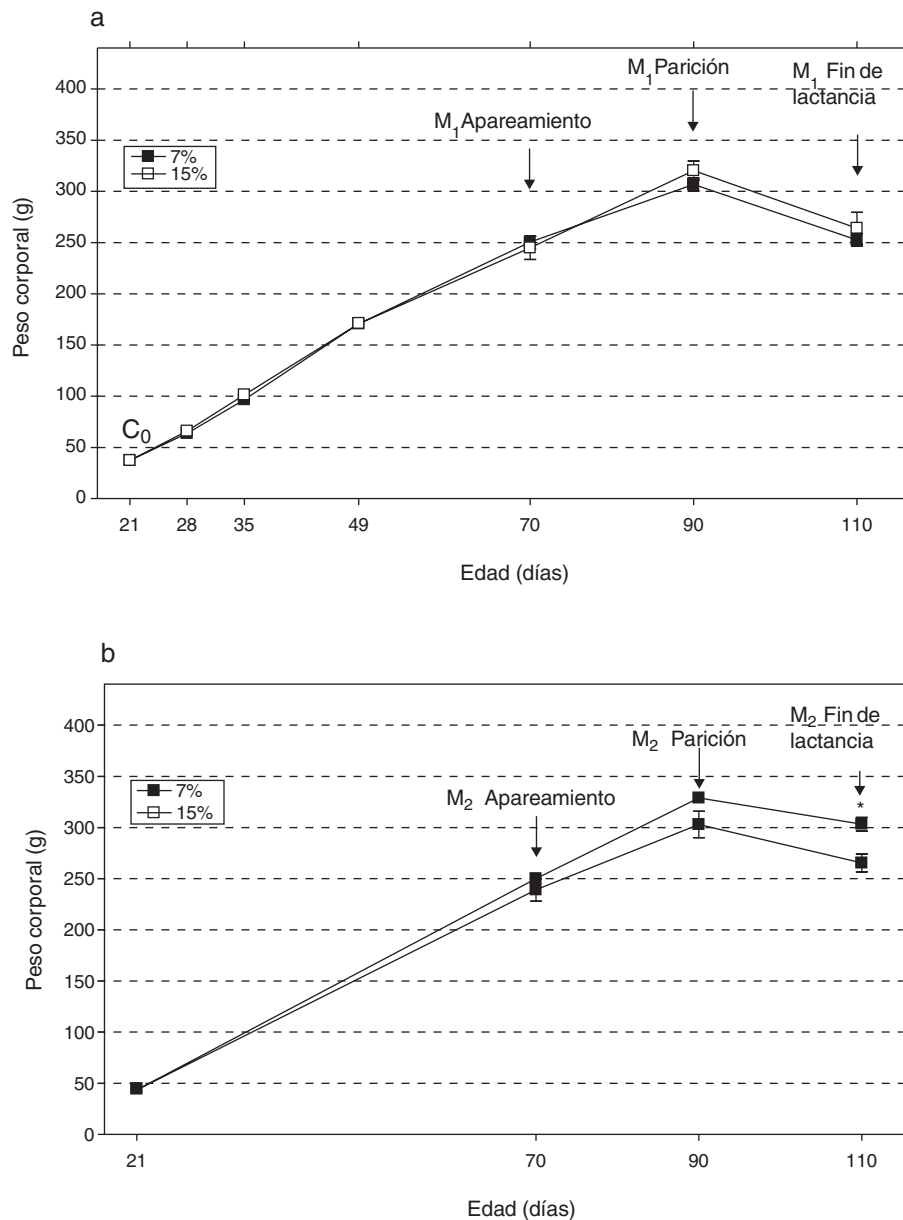 a
400
350
300
250
200
150
100
50
0
Peso corporal (g)
7%
15%
C0
M1 Apareamiento
M1 Parición
M1 Fin de
lactancia
21 28 35 49 70 90 110
Edad (días)
b
400
350
300
250
200
150
100
50
0
Peso corporal (g)
7%
15%
M2 Apareamiento
M2 Parición
M2 Fin de
lactancia
*
21 70 90 110
Edad (días)